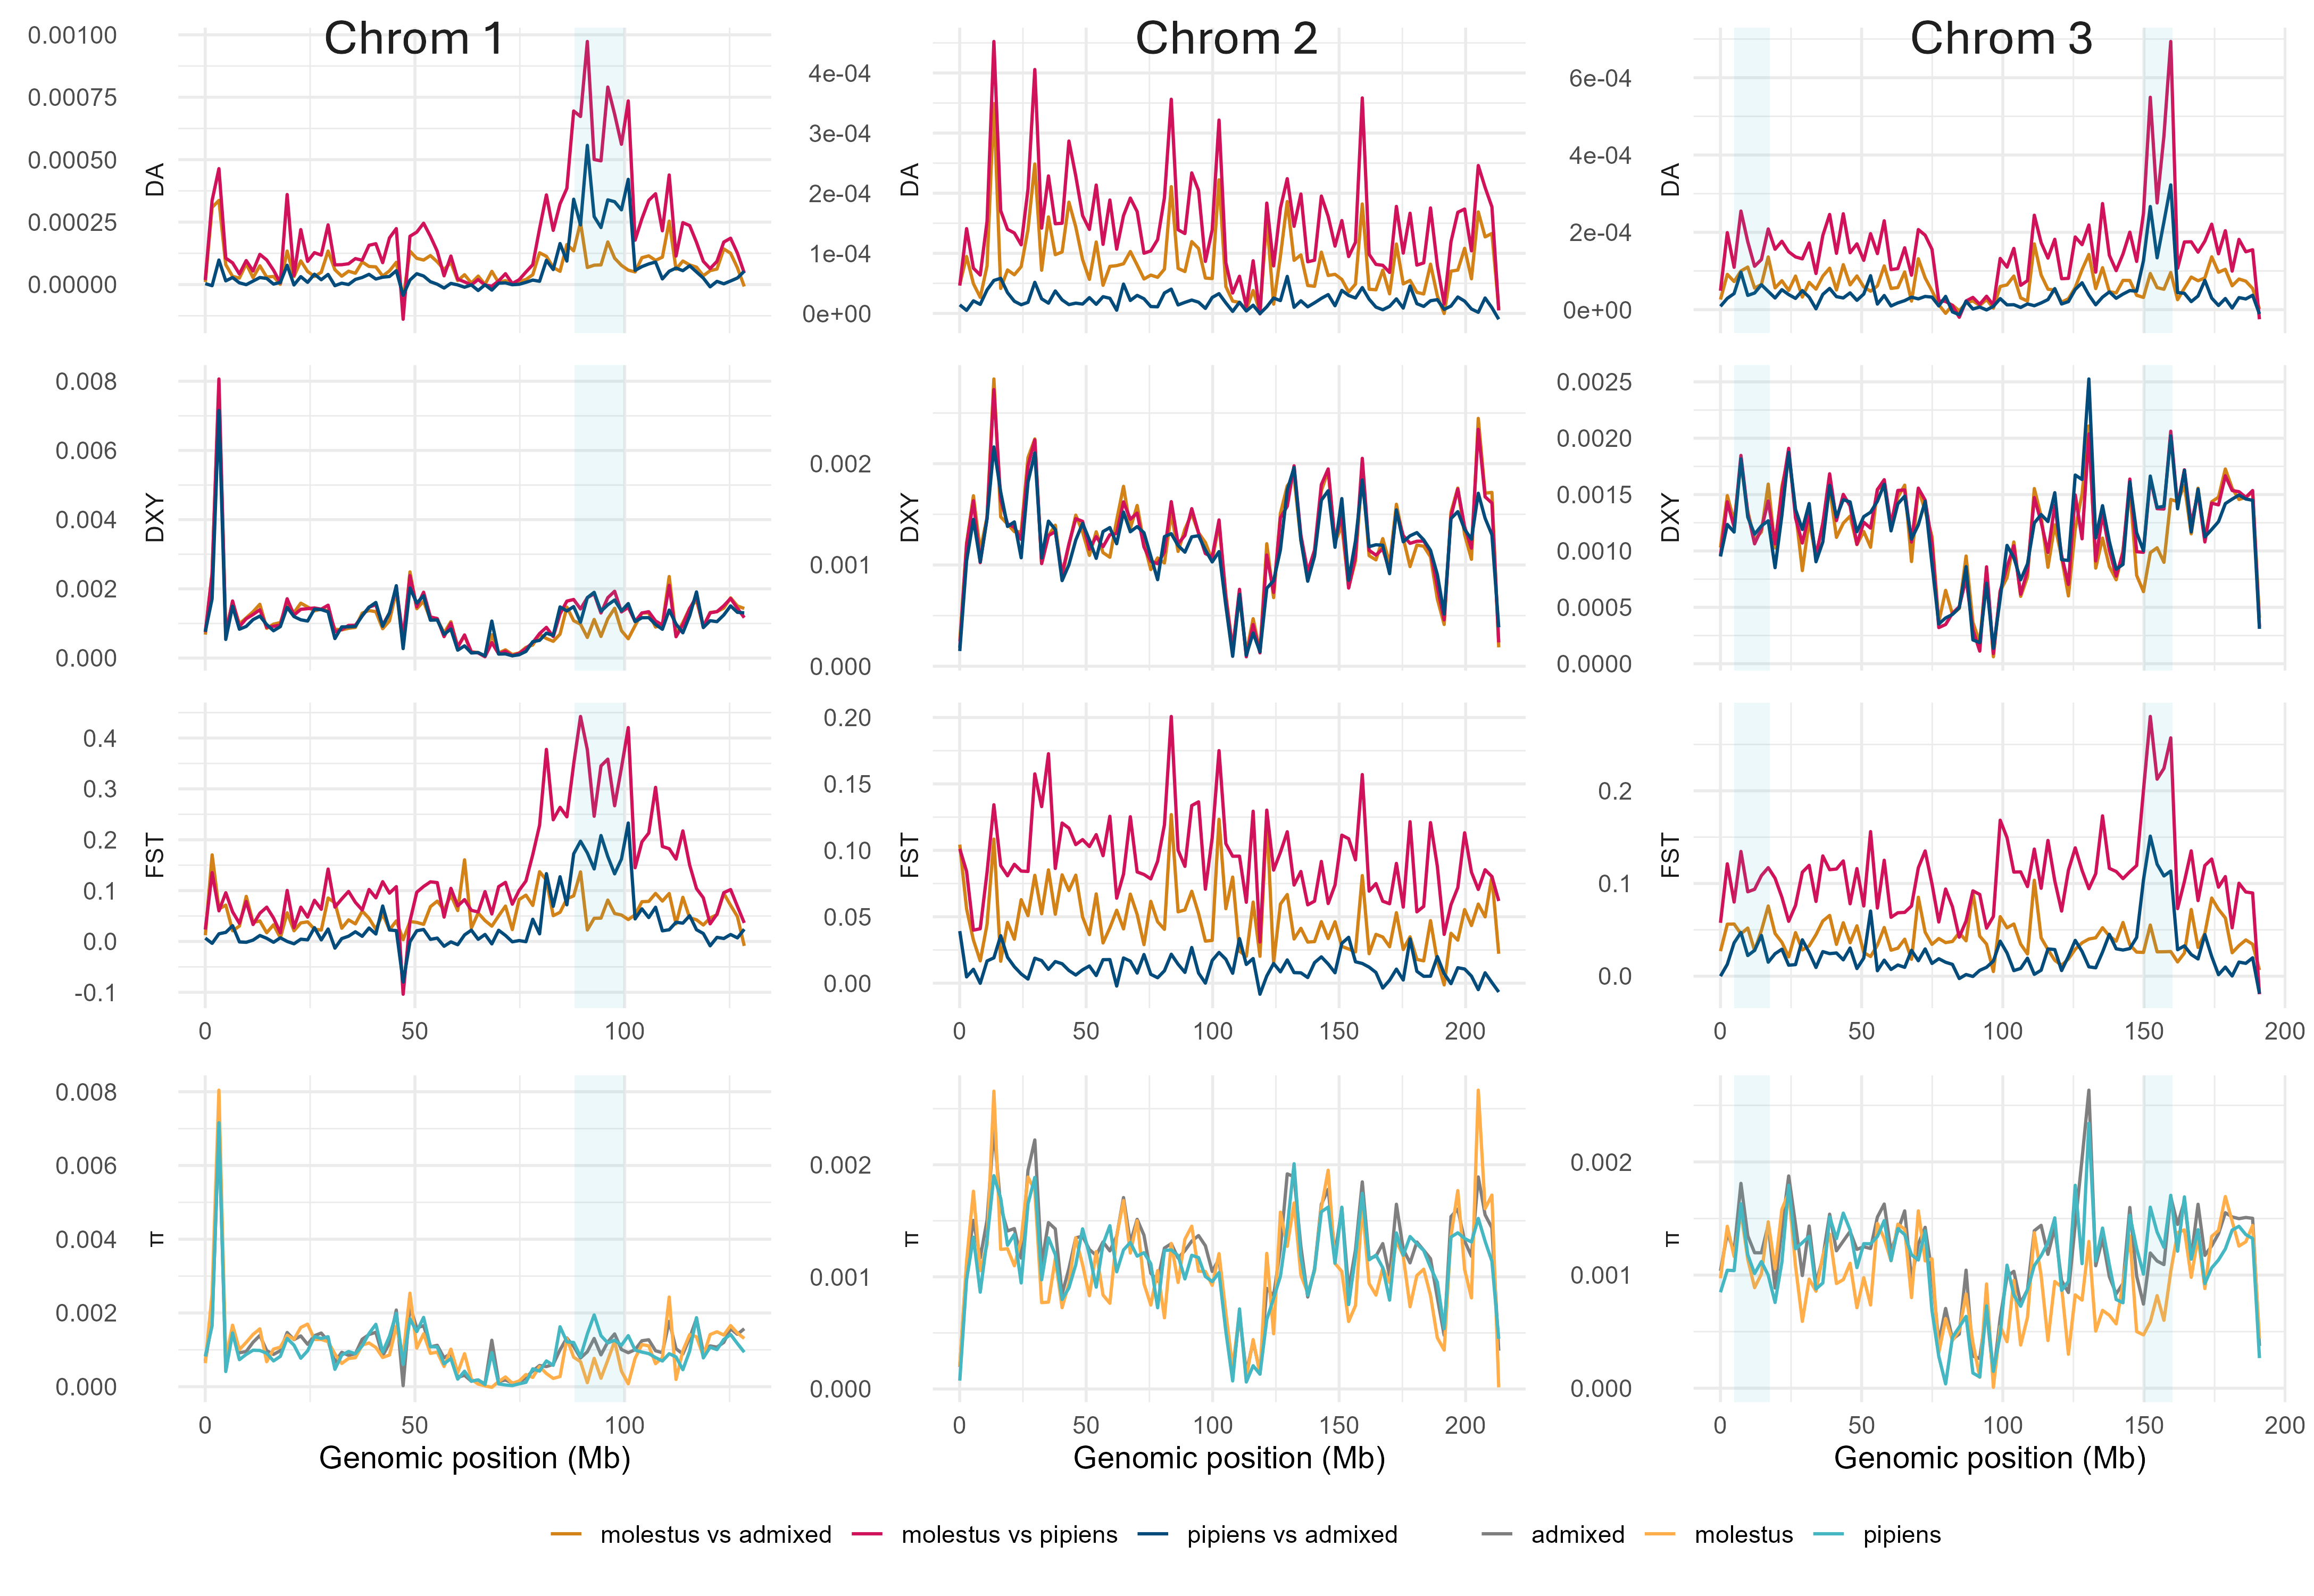 Chrom 1 Chrom 2 Chrom 3
0.00100
0.00075
0.00050
0.00025
0.00000
DA
4e-04
3e-04
2e-04
1e-04
0e+00
DA
6e-04
4e-04
2e-04
0e+00
DA
0.008
0.006
0.004
0.002
0.000
DXY
0.002
0.001
0.000
DXY
0.0025
0.0020
0.0015
0.0010
0.0005
0.0000
DXY
0.4
0.3
0.2
0.1
0.0
-0.1
FST
0 50 100
0.20
0.15
0.10
0.05
0.00
FST
0 50 100 150 200
0.2
0.1
0.0
FST
0 50 100 150 200
0.008
0.006
0.004
0.002
0.000
π
0 50 100
Genomic position (Mb)
0.002
0.001
0.000
π
0 50 100 150 200
Genomic position (Mb)
0.002
0.001
0.000
π
0 50 100 150 200
Genomic position (Mb)
molestus vs admixed molestus vs pipiens pipiens vs admixed admixed molestus pipiens